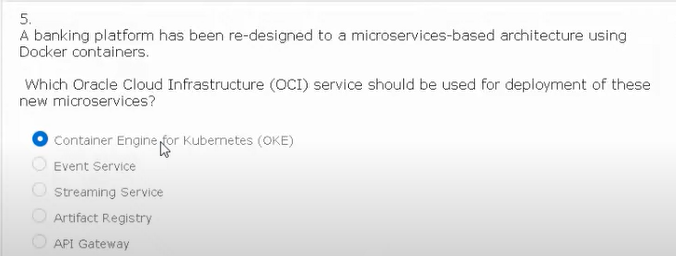 5.
A banking platform has been re-designed to a microservices-based architecture using
Docker containers.
Which Oracle Cloud Infrastructure (OCI) service should be used for deployment of these
new microservices?
Container Engine for Kubernetes (OKE)
Event Service
Streaming Service
Artifact Registry
API Gateway